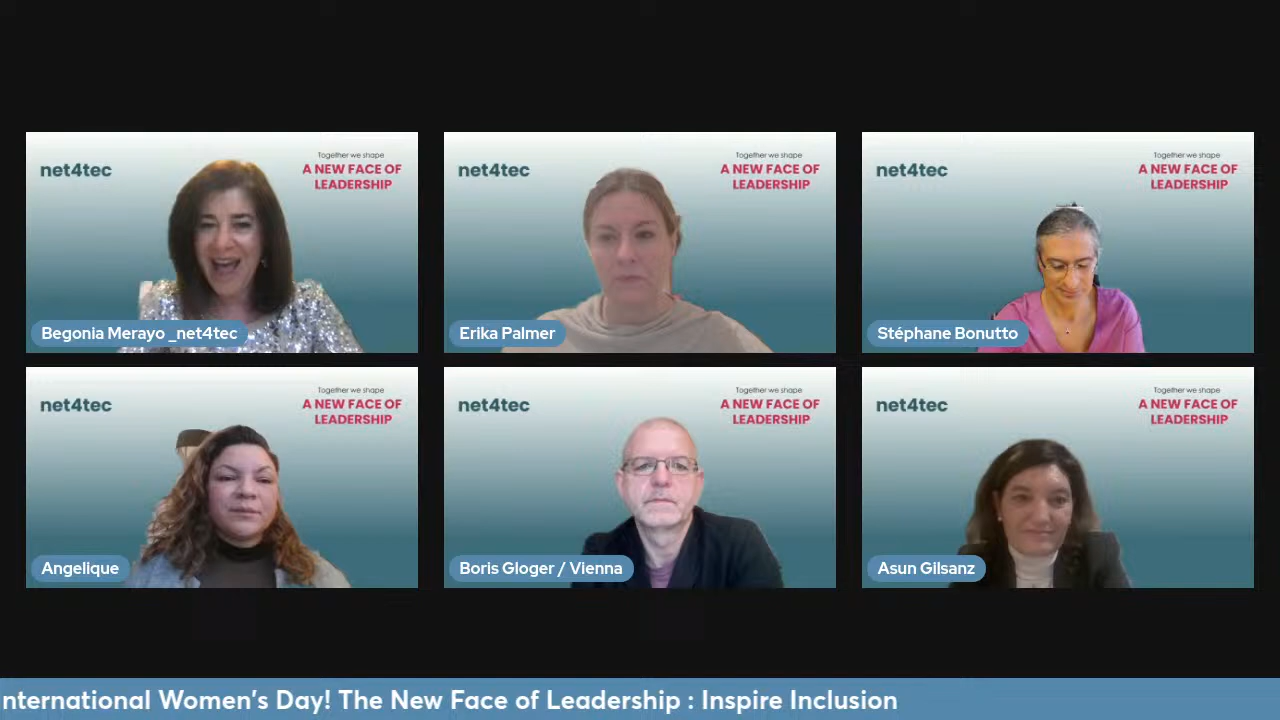 net4tec
Together we shape
A NEW FACE OF
LEADERSHIP
Begonia Merayo _net4tec
net4tec
Together we shape
A NEW FACE OF
LEADERSHIP
Erika Palmer
net4tec
Together we shape
A NEW FACE OF
LEADERSHIP
Stéphane Bonutto
net4tec
Together we shape
A NEW FACE OF
LEADERSHIP
Angelique
net4tec
Together we shape
A NEW FACE OF
LEADERSHIP
Boris Gloger / Vienna
net4tec
Together we shape
A NEW FACE OF
LEADERSHIP
Asun Gilsanz
nternational Women's Day! The New Face of Leadership : Inspire Inclusion